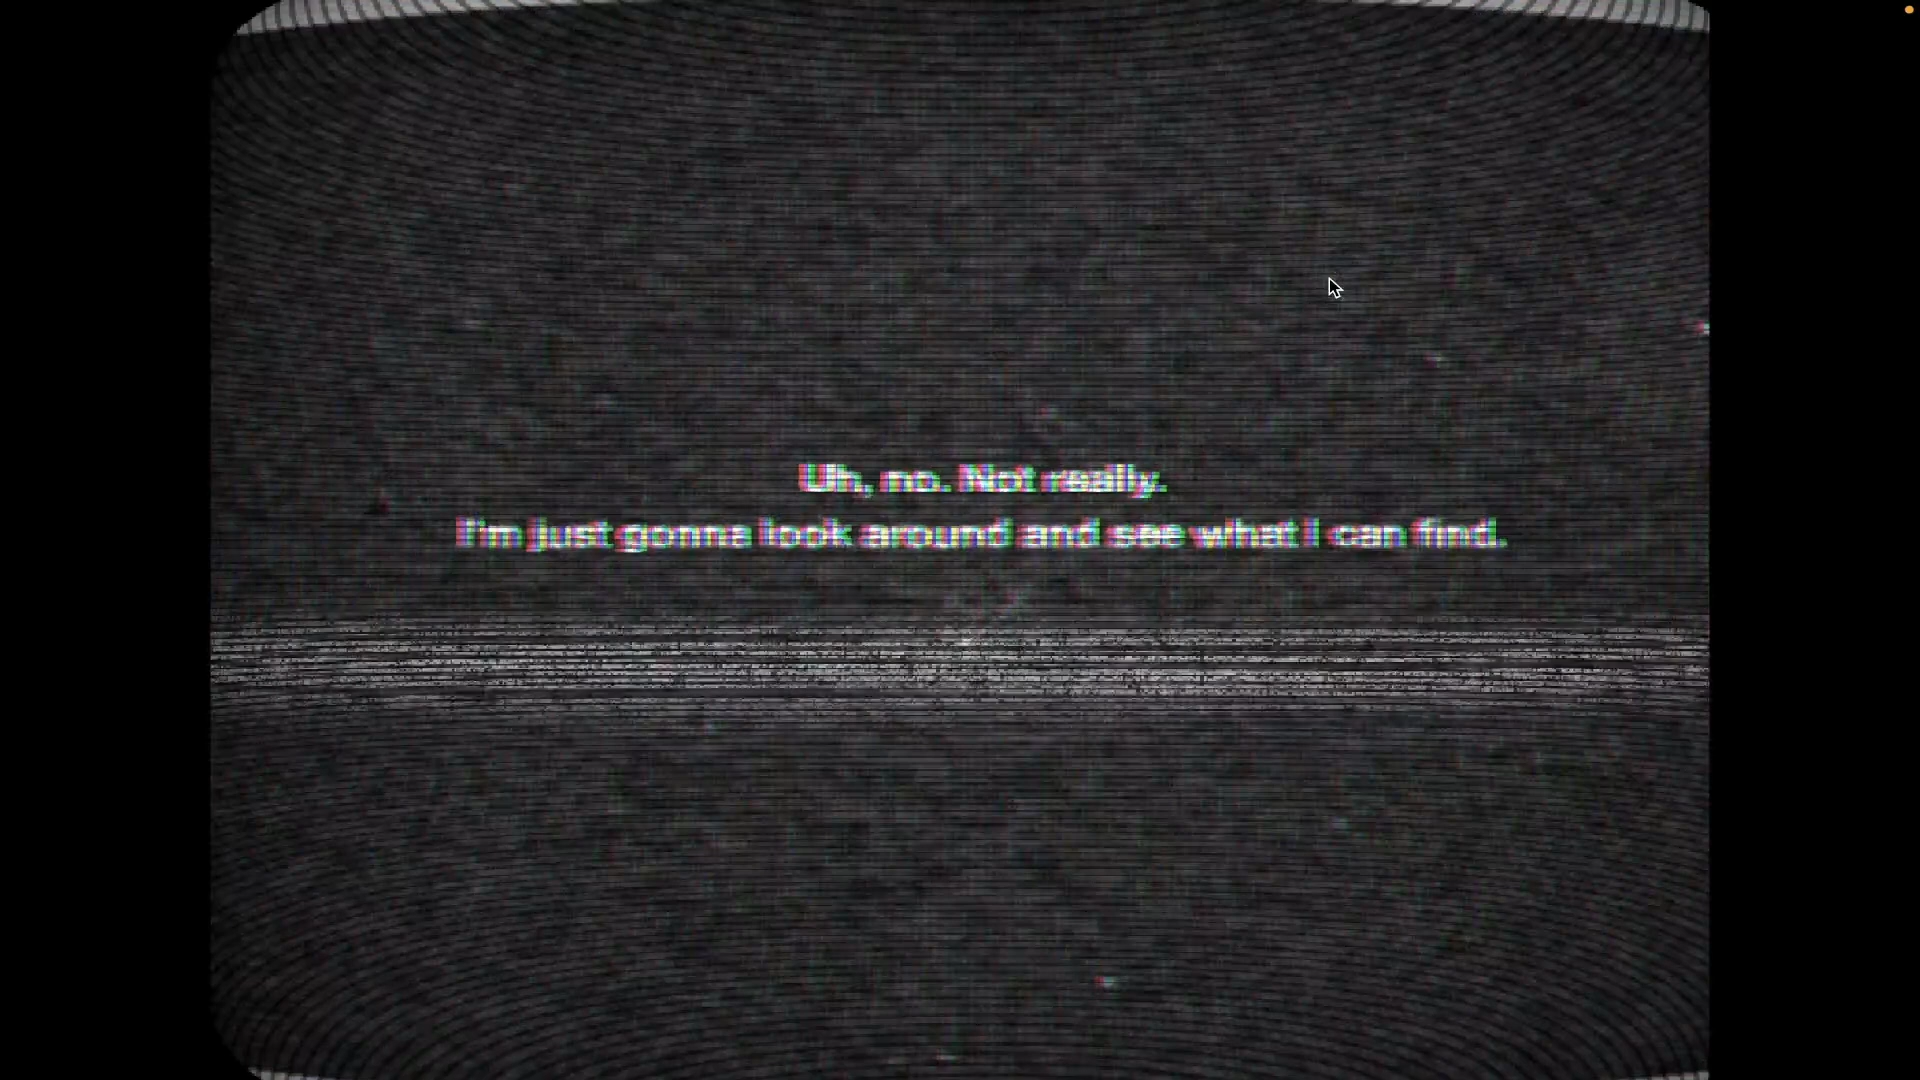 Uh, no. Not really.
I'm just gonna look around and see what I can find.